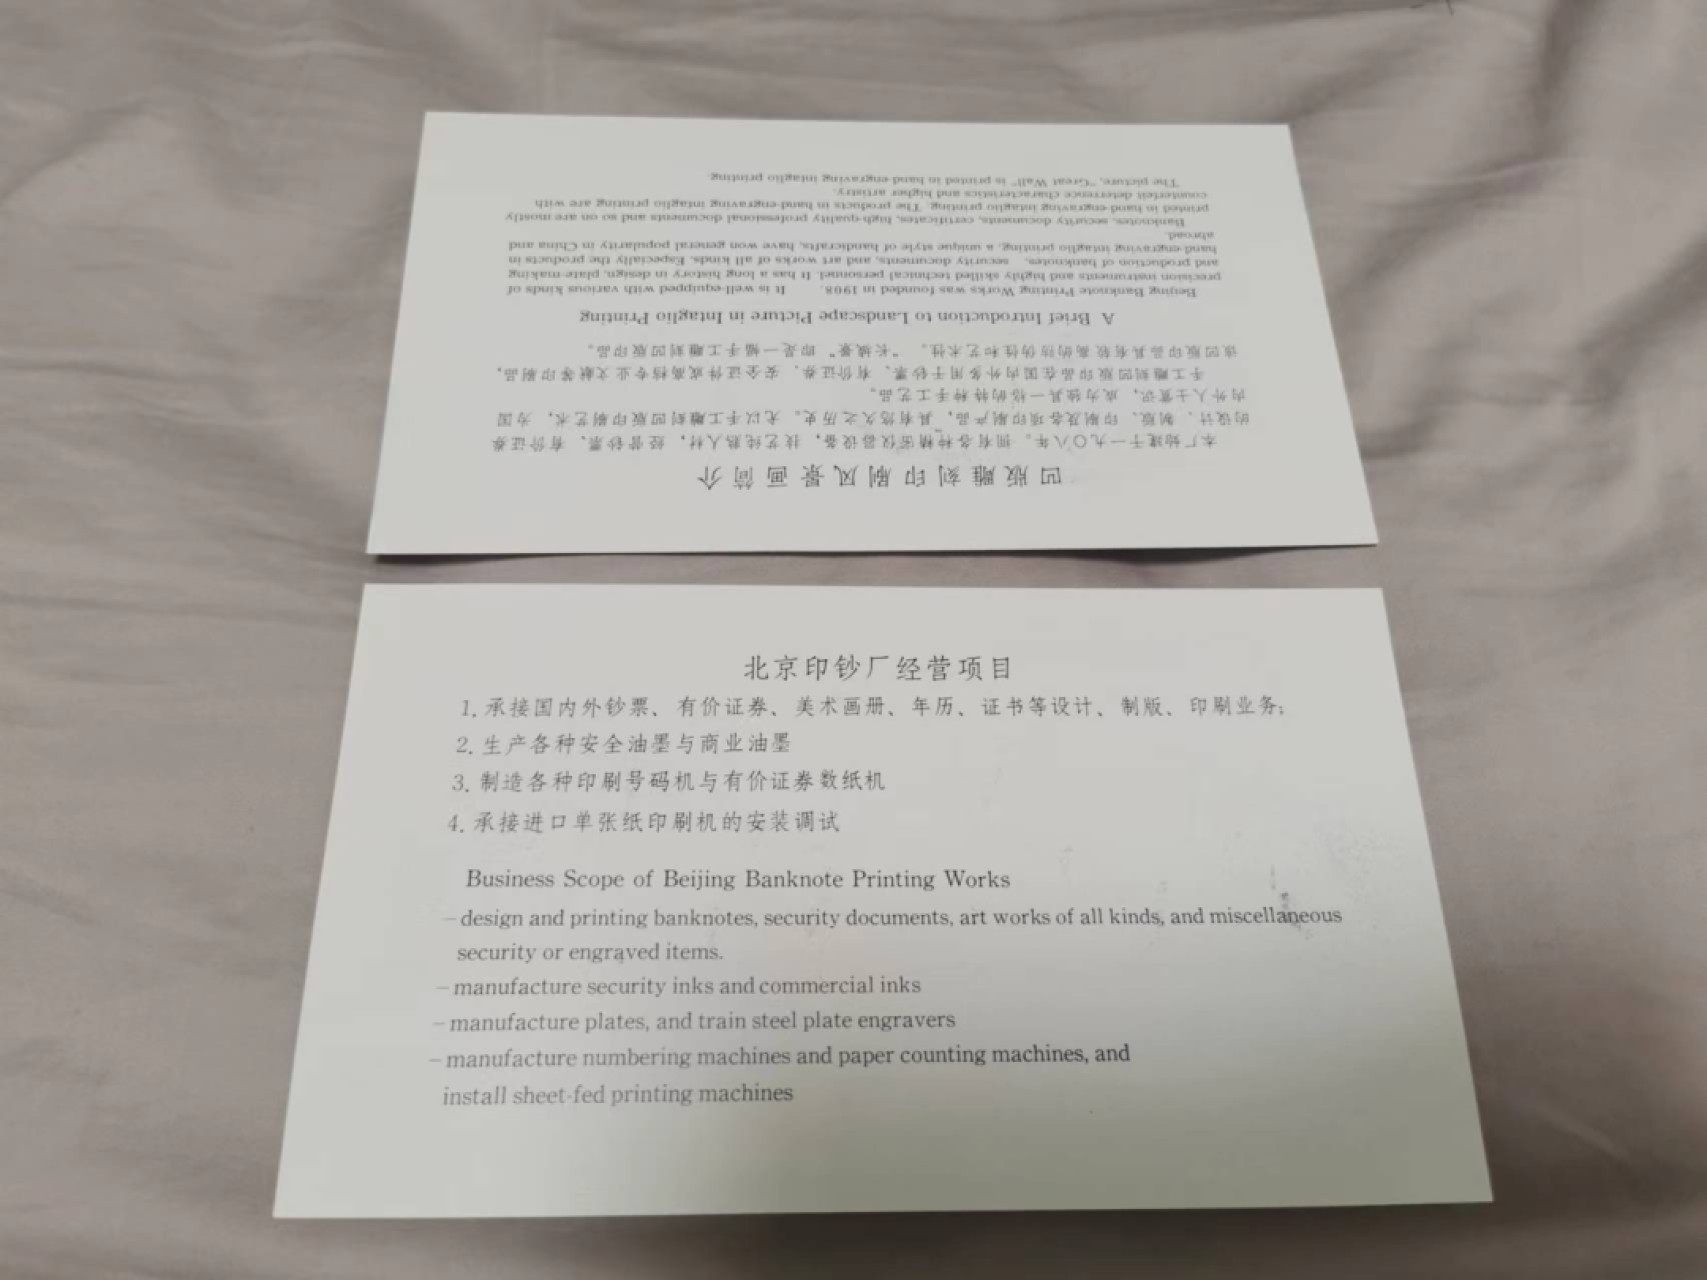 凹版雕刻印刷风景画简介
本厂始建于一九〇八年。拥有各种精密仪器设备，技艺纯熟人材，经营钞票、有价证券
的设计、制版、印刷及各项印刷产品，具有悠久之历史。尤以手工雕刻凹版印刷艺术，为国
内外人士赏识，成为独具一格的特种手工艺品。
手工雕刻凹版印品在国内外多用于钞票、有价证券、安全证件或高档专业文献等印刷品，
该凹版印品具有较高的防伪性和艺术性。“长城景”即是一幅手工雕刻凹版印品。
A Brief Introduction to Landscape Picture in Intaglio Printing
Beijing Banknote Printing Works was founded in 1908. It is well-equipped with various kinds of
precision instruments and highly skilled technical personnel. It has a long history in design, plate-making
and production of banknotes, security documents, and art works of all kinds. Especially the products in
hand-engraving intaglio printing, a unique style of handicrafts, have won general popularity in China and
abroad.
Banknotes, security documents, certificates, high-quality professional documents and so on are mostly
printed in hand-engraving intaglio printing. The products in hand-engraving intaglio printing are with
counterfeit deterrence characteristics and higher artistry.
The picture, "Great Wall" is printed in hand-engraving intaglio printing.
北京印钞厂经营项目
1. 承接国内外钞票、有价证券、美术画册、年历、证书等设计、制版、印刷业务;
2. 生产各种安全油墨与商业油墨
3. 制造各种印刷号码机与有价证券数纸机
4. 承接进口单张纸印刷机的安装调试
Business Scope of Beijing Banknote Printing Works
–design and printing banknotes, security documents, art works of all kinds, and miscellaneous
security or engraved items.
–manufacture security inks and commercial inks
–manufacture plates, and train steel plate engravers
–manufacture numbering machines and paper counting machines, and
install sheet-fed printing machines